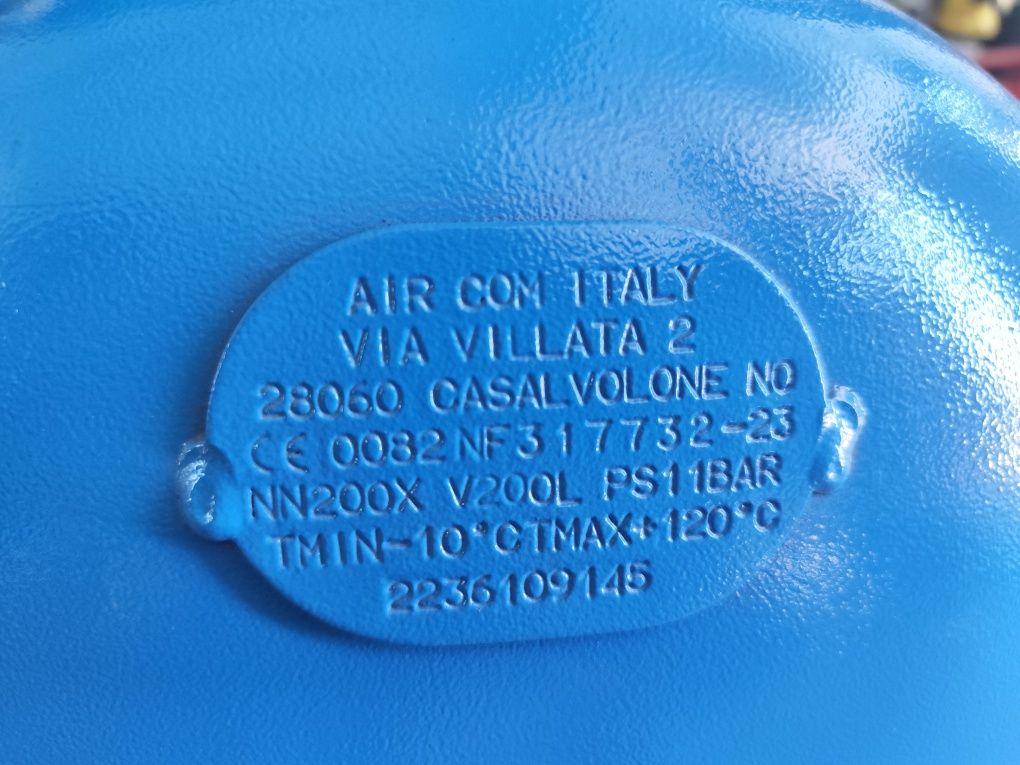 AIR COM ITALY
VIA VILLATA 2
28060 CASALVOLONE NO
CE 0082 NF317732-23
NN200X V200L PS11BAR
TMIN-10°C TMAX+120°C
2236109145